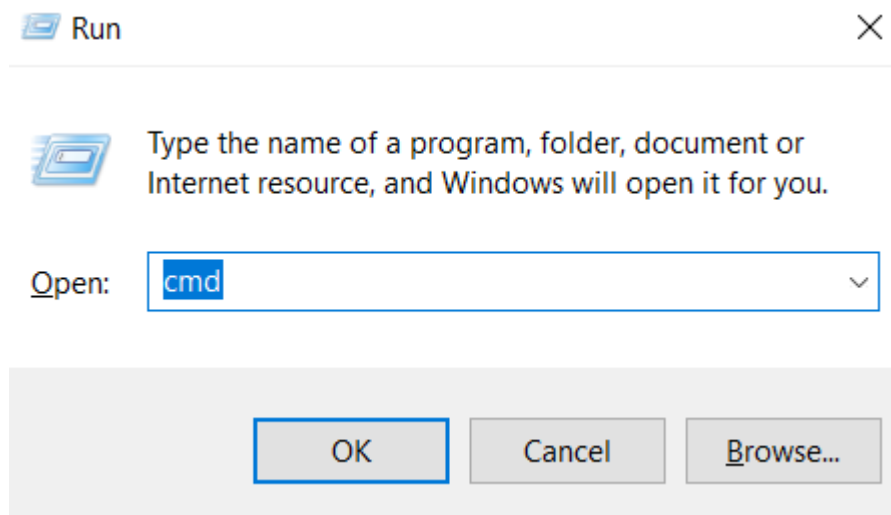 Run
Type the name of a program, folder, document or
Internet resource, and Windows will open it for you.
Open: cmd
OK Cancel Browse...